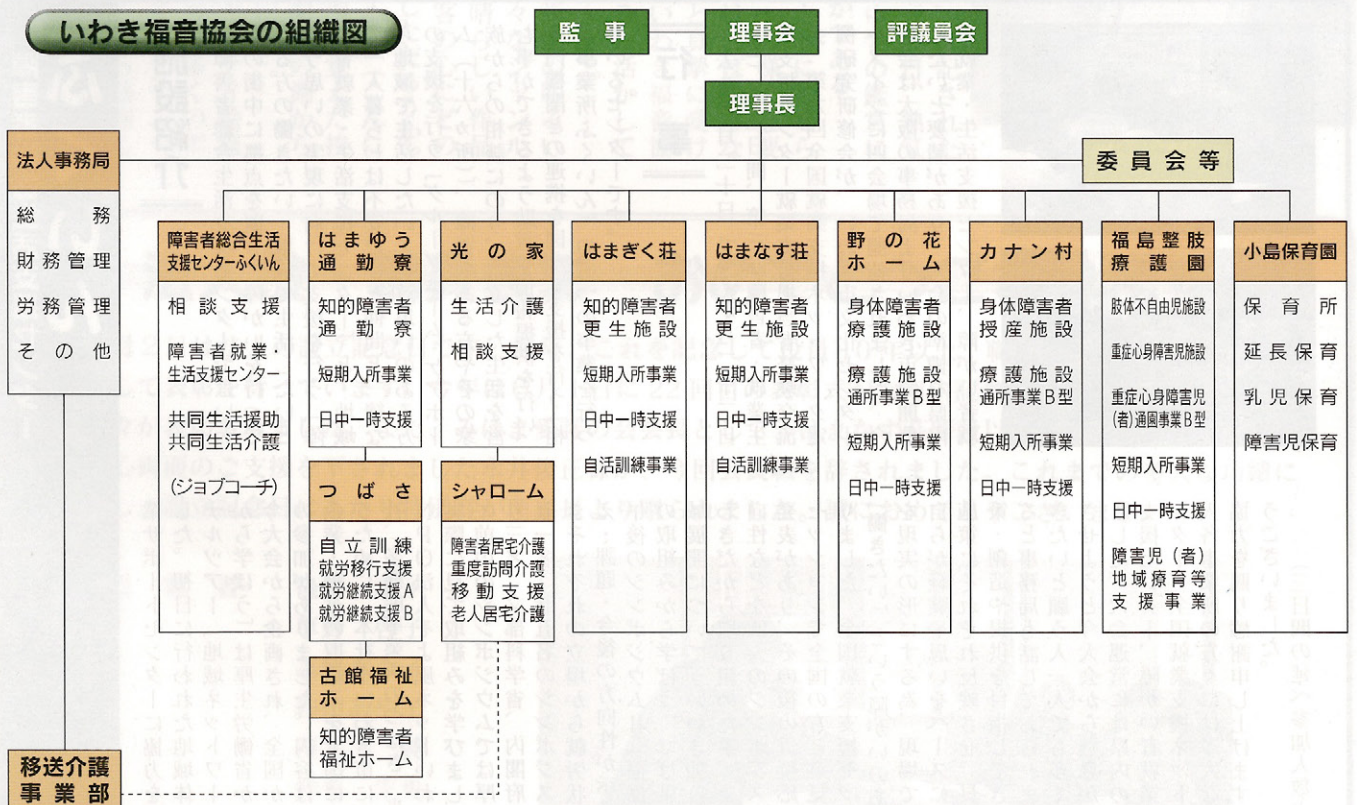 いわき福音協会の組織図
監事
理事会
評議員会
理事長
法人事務局
総務
財務管理
労務管理
その他
委員会等
障害者総合生活
支援センターふくいん
相談支援
障害者就業・
生活支援センター
共同生活援助
共同生活介護
(ジョブコーチ)
はまゆう
通勤寮
知的障害者
通勤寮
短期入所事業
日中一時支援
つばさ
自立訓練
就労移行支援
就労継続支援A
就労継続支援B
古館福祉
ホーム
知的障害者
福祉ホーム
光の家
生活介護
相談支援
シャローム
障害者居宅介護
重度訪問介護
移動支援
老人居宅介護
はまぎく荘
知的障害者
更生施設
短期入所事業
日中一時支援
自活訓練事業
はまなす荘
知的障害者
更生施設
短期入所事業
日中一時支援
自活訓練事業
野の花
ホーム
身体障害者
療護施設
療護施設
通所事業B型
短期入所事業
日中一時支援
カナン村
身体障害者
授産施設
療護施設
通所事業B型
短期入所事業
日中一時支援
福島整肢
療護園
肢体不自由児施設
重症心身障害児施設
重症心身障害児
(者)通園事業B型
短期入所事業
日中一時支援
障害児(者)
地域療育等
支援事業
小島保育園
保育所
延長保育
乳児保育
障害児保育
移送介護
事業部